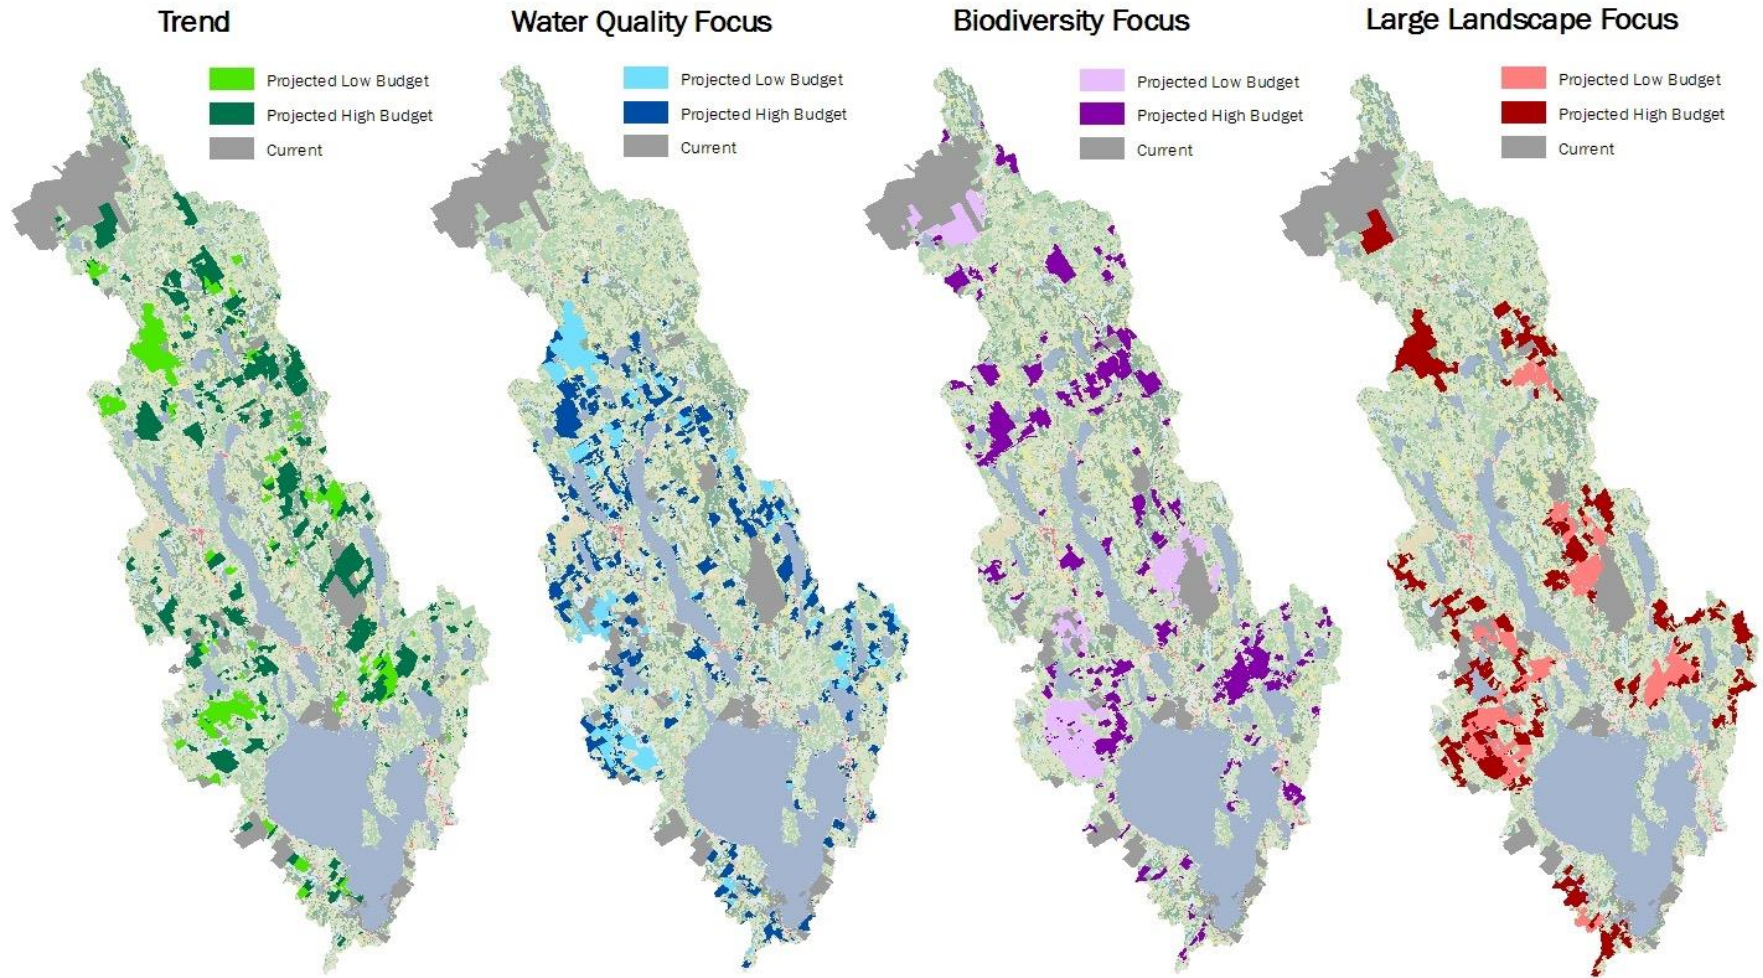 Trend
Projected Low Budget
Projected High Budget
Current
Water Quality Focus
Projected Low Budget
Projected High Budget
Current
Biodiversity Focus
Projected Low Budget
Projected High Budget
Current
Large Landscape Focus
Projected Low Budget
Projected High Budget
Current